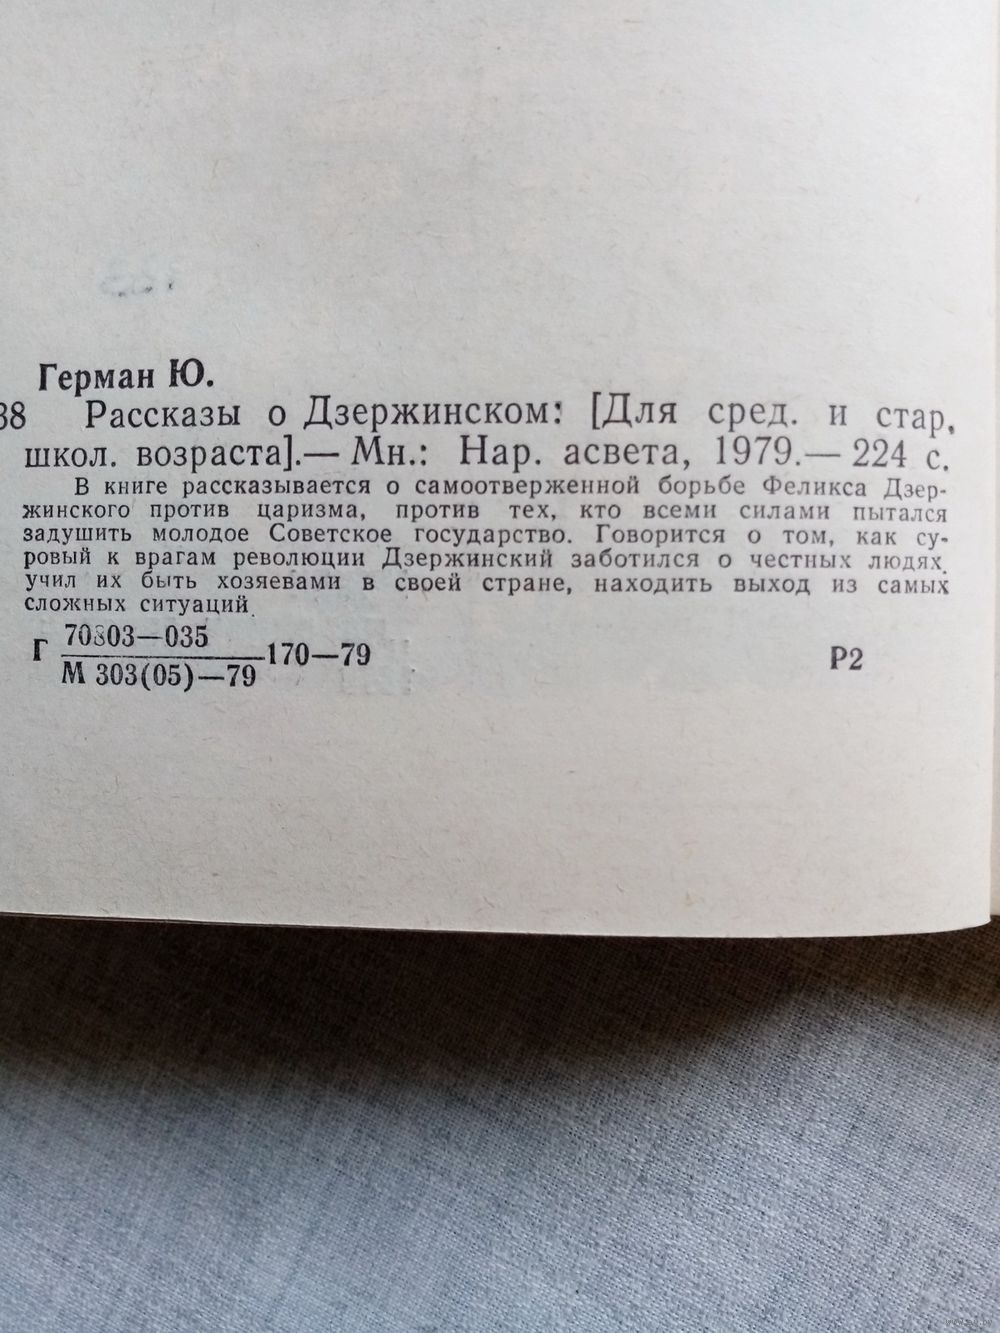 Герман Ю.
38 Рассказы о Дзержинском: [Для сред. и стар,
школ. возраста].— Мн.: Нар. асвета, 1979.— 224 с.
В книге рассказывается о самоотверженной борьбе Феликса Дзер-
жинского против царизма, против тех, кто всеми силами пытался
задушить молодое Советское государство. Говорится о том, как су-
ровый к врагам революции Дзержинский заботился о честных людях,
учил их быть хозяевами в своей стране, находить выход из самых
сложных ситуаций.
Г 70803—035
М 303(05)—79 170—79 Р2